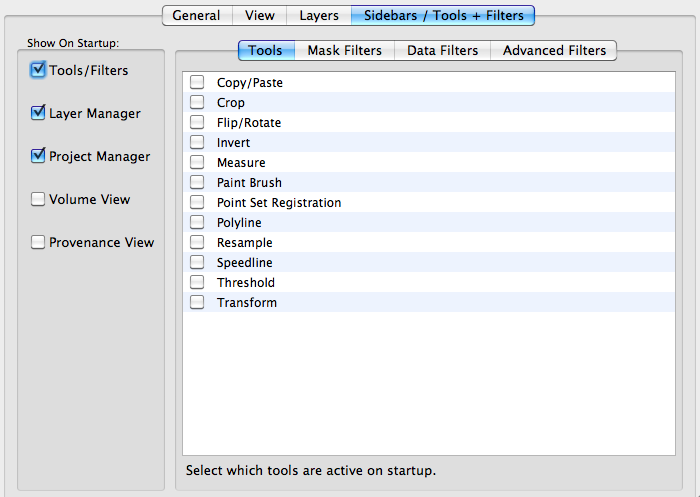 General View Layers Sidebars / Tools + Filters
Show On Startup:
Tools/Filters
Layer Manager
Project Manager
Volume View
Provenance View
Tools Mask Filters Data Filters Advanced Filters
Copy/Paste
Crop
Flip/Rotate
Invert
Measure
Paint Brush
Point Set Registration
Polyline
Resample
Speedline
Threshold
Transform
Select which tools are active on startup.